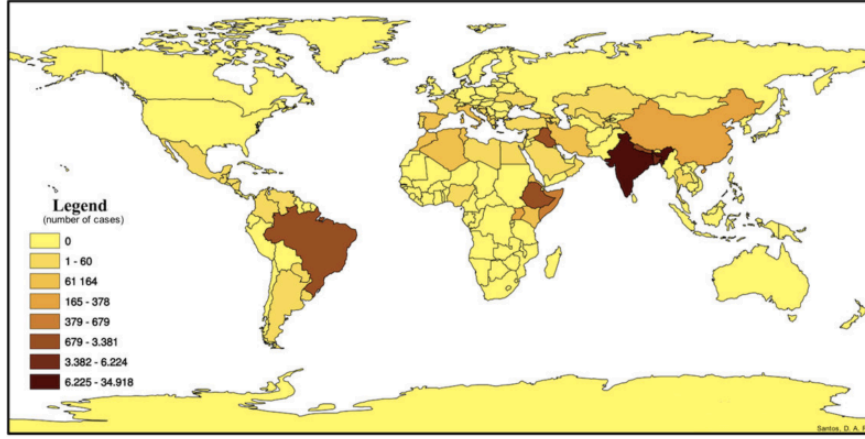 Legend
(number of cases)
0
1 - 60
61 164
165 - 378
379 - 679
679 - 3.381
3.382 - 6.224
6.225 - 34.918
Santos, D. A.